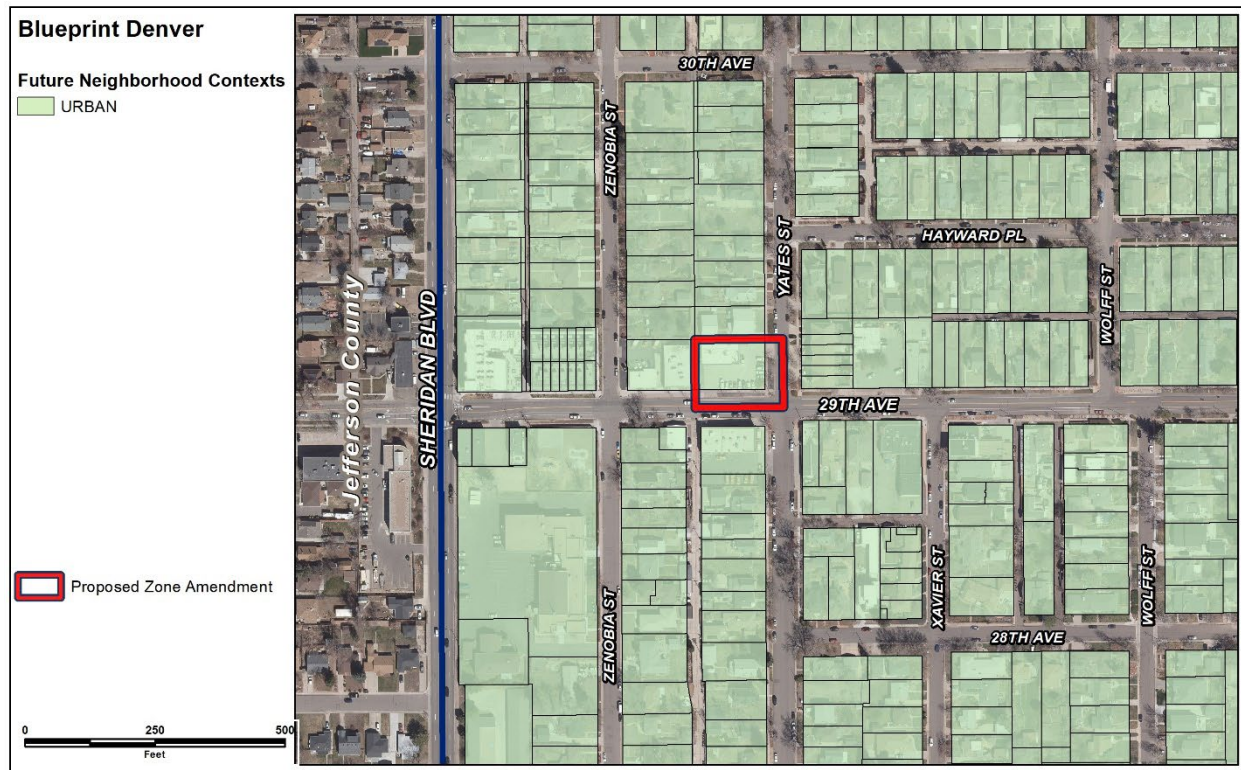 Blueprint Denver
Future Neighborhood Contexts
URBAN
Proposed Zone Amendment
0 250 500
Feet
30TH AVE
ZENOBIA ST
YATES ST
HAYWARD PL
WOLFF ST
SHERIDAN BLVD
Jefferson County
29TH AVE
ZENOBIA ST
XAVIER ST
WOLFF ST
28TH AVE